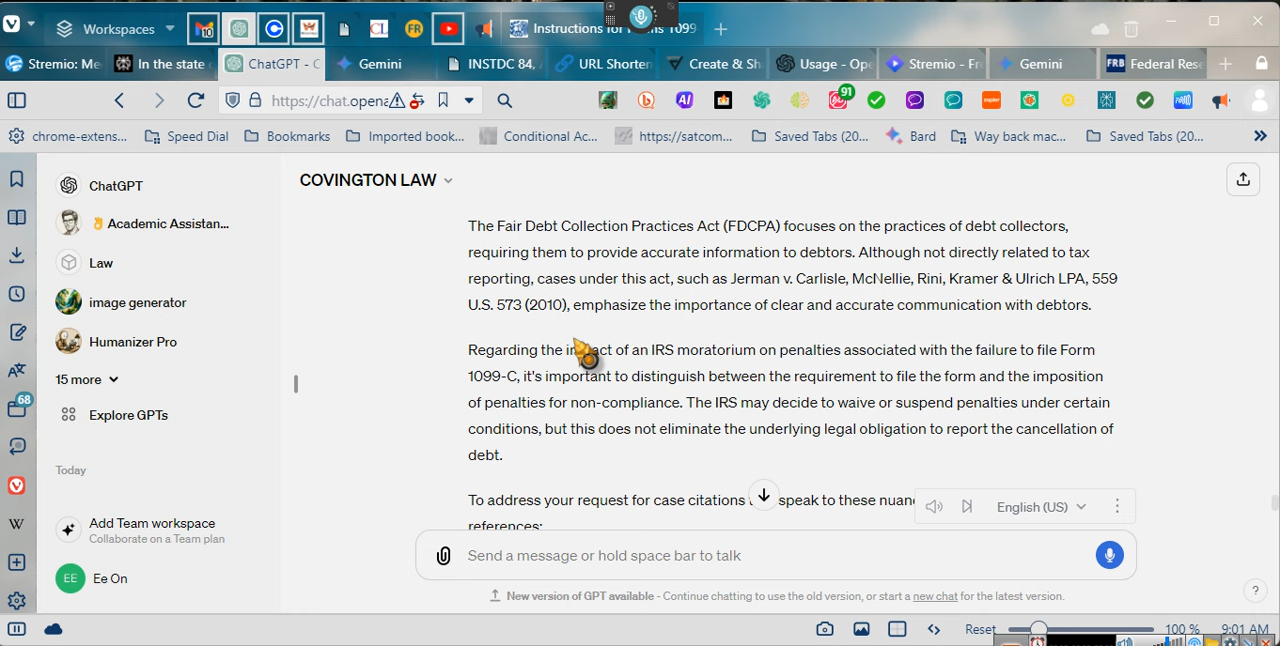 Workspaces
10
CL
FR
Instructions for
1099
Stremio: Me
In the state
ChatGPT - C
Gemini
INSTDC 84,
URL Shorten
Create & Sh
Usage - Ope
Stremio - Fr
Gemini
FRB Federal Rese
https://chat.opena
AI
91
chrome-extens...
Speed Dial
Bookmarks
Imported book...
Conditional Ac...
https://satcom...
Saved Tabs (20...
Bard
Way back mac...
Saved Tabs (20...
68
W
ChatGPT
Academic Assistan...
Law
image generator
Humanizer Pro
15 more
Explore GPTs
Today
Add Team workspace
Collaborate on a Team plan
EE
Ee On
COVINGTON LAW
The Fair Debt Collection Practices Act (FDCPA) focuses on the practices of debt collectors,
requiring them to provide accurate information to debtors. Although not directly related to tax
reporting, cases under this act, such as Jerman v. Carlisle, McNellie, Rini, Kramer & Ulrich LPA, 559
U.S. 573 (2010), emphasize the importance of clear and accurate communication with debtors.
Regarding the impact of an IRS moratorium on penalties associated with the failure to file Form
1099-C, it's important to distinguish between the requirement to file the form and the imposition
of penalties for non-compliance. The IRS may decide to waive or suspend penalties under certain
conditions, but this does not eliminate the underlying legal obligation to report the cancellation of
debt.
To address your request for case citations speak to these nuan
references:
English (US)
Send a message or hold space bar to talk
New version of GPT available - Continue chatting to use the old version, or start a new chat for the latest version.
?
Reset
100 %
9:01 AM